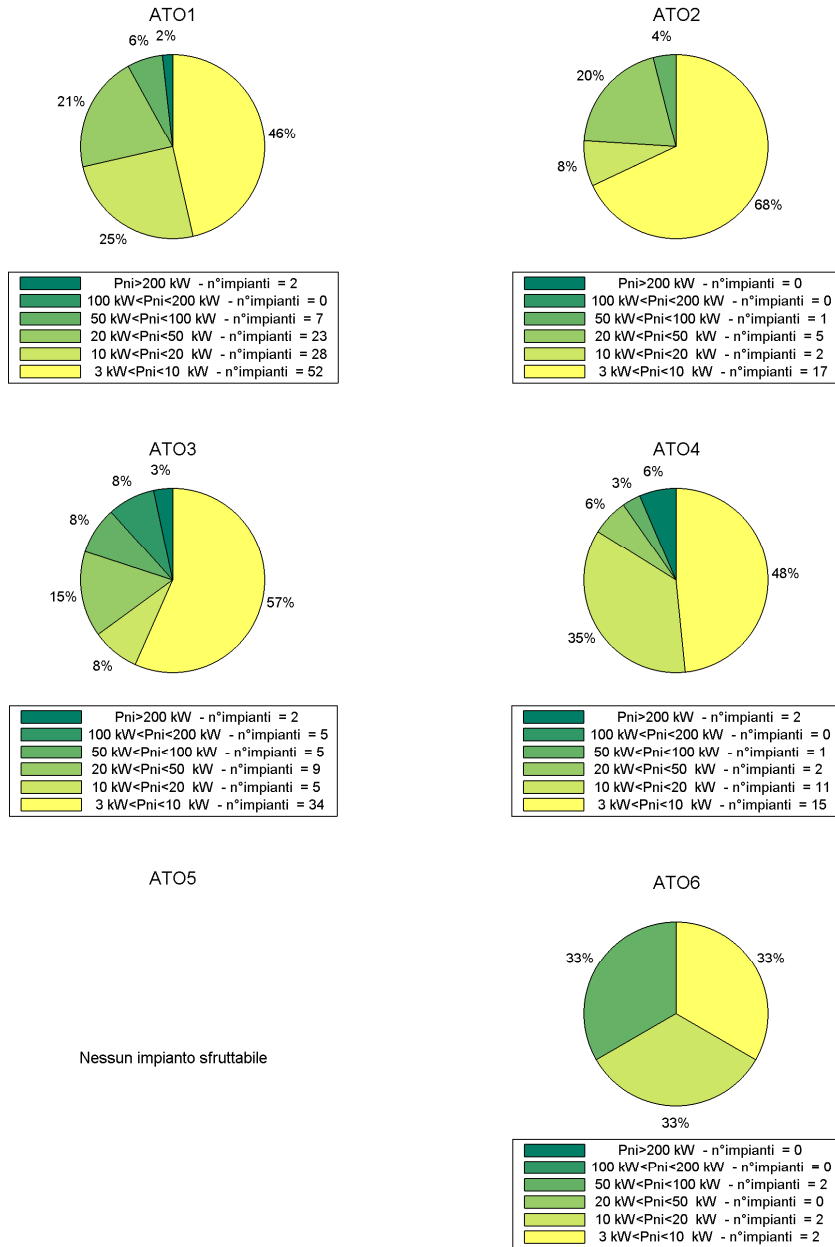 ATO1
6%
2%
21%
46%
25%
Pni>200 kW - n°impianti = 2
100 kW<Pni<200 kW - n°impianti = 0
50 kW<Pni<100 kW - n°impianti = 7
20 kW<Pni<50 kW - n°impianti = 23
10 kW<Pni<20 kW - n°impianti = 28
3 kW<Pni<10 kW - n°impianti = 52
ATO2
4%
20%
8%
68%
Pni>200 kW - n°impianti = 0
100 kW<Pni<200 kW - n°impianti = 0
50 kW<Pni<100 kW - n°impianti = 1
20 kW<Pni<50 kW - n°impianti = 5
10 kW<Pni<20 kW - n°impianti = 2
3 kW<Pni<10 kW - n°impianti = 17
ATO3
8%
3%
8%
15%
57%
8%
Pni>200 kW - n°impianti = 2
100 kW<Pni<200 kW - n°impianti = 5
50 kW<Pni<100 kW - n°impianti = 5
20 kW<Pni<50 kW - n°impianti = 9
10 kW<Pni<20 kW - n°impianti = 5
3 kW<Pni<10 kW - n°impianti = 34
ATO4
3%
6%
6%
48%
35%
Pni>200 kW - n°impianti = 2
100 kW<Pni<200 kW - n°impianti = 0
50 kW<Pni<100 kW - n°impianti = 1
20 kW<Pni<50 kW - n°impianti = 2
10 kW<Pni<20 kW - n°impianti = 11
3 kW<Pni<10 kW - n°impianti = 15
ATO5
Nessun impianto sfruttabile
ATO6
33%
33%
33%
Pni>200 kW - n°impianti = 0
100 kW<Pni<200 kW - n°impianti = 0
50 kW<Pni<100 kW - n°impianti = 2
20 kW<Pni<50 kW - n°impianti = 0
10 kW<Pni<20 kW - n°impianti = 2
3 kW<Pni<10 kW - n°impianti = 2